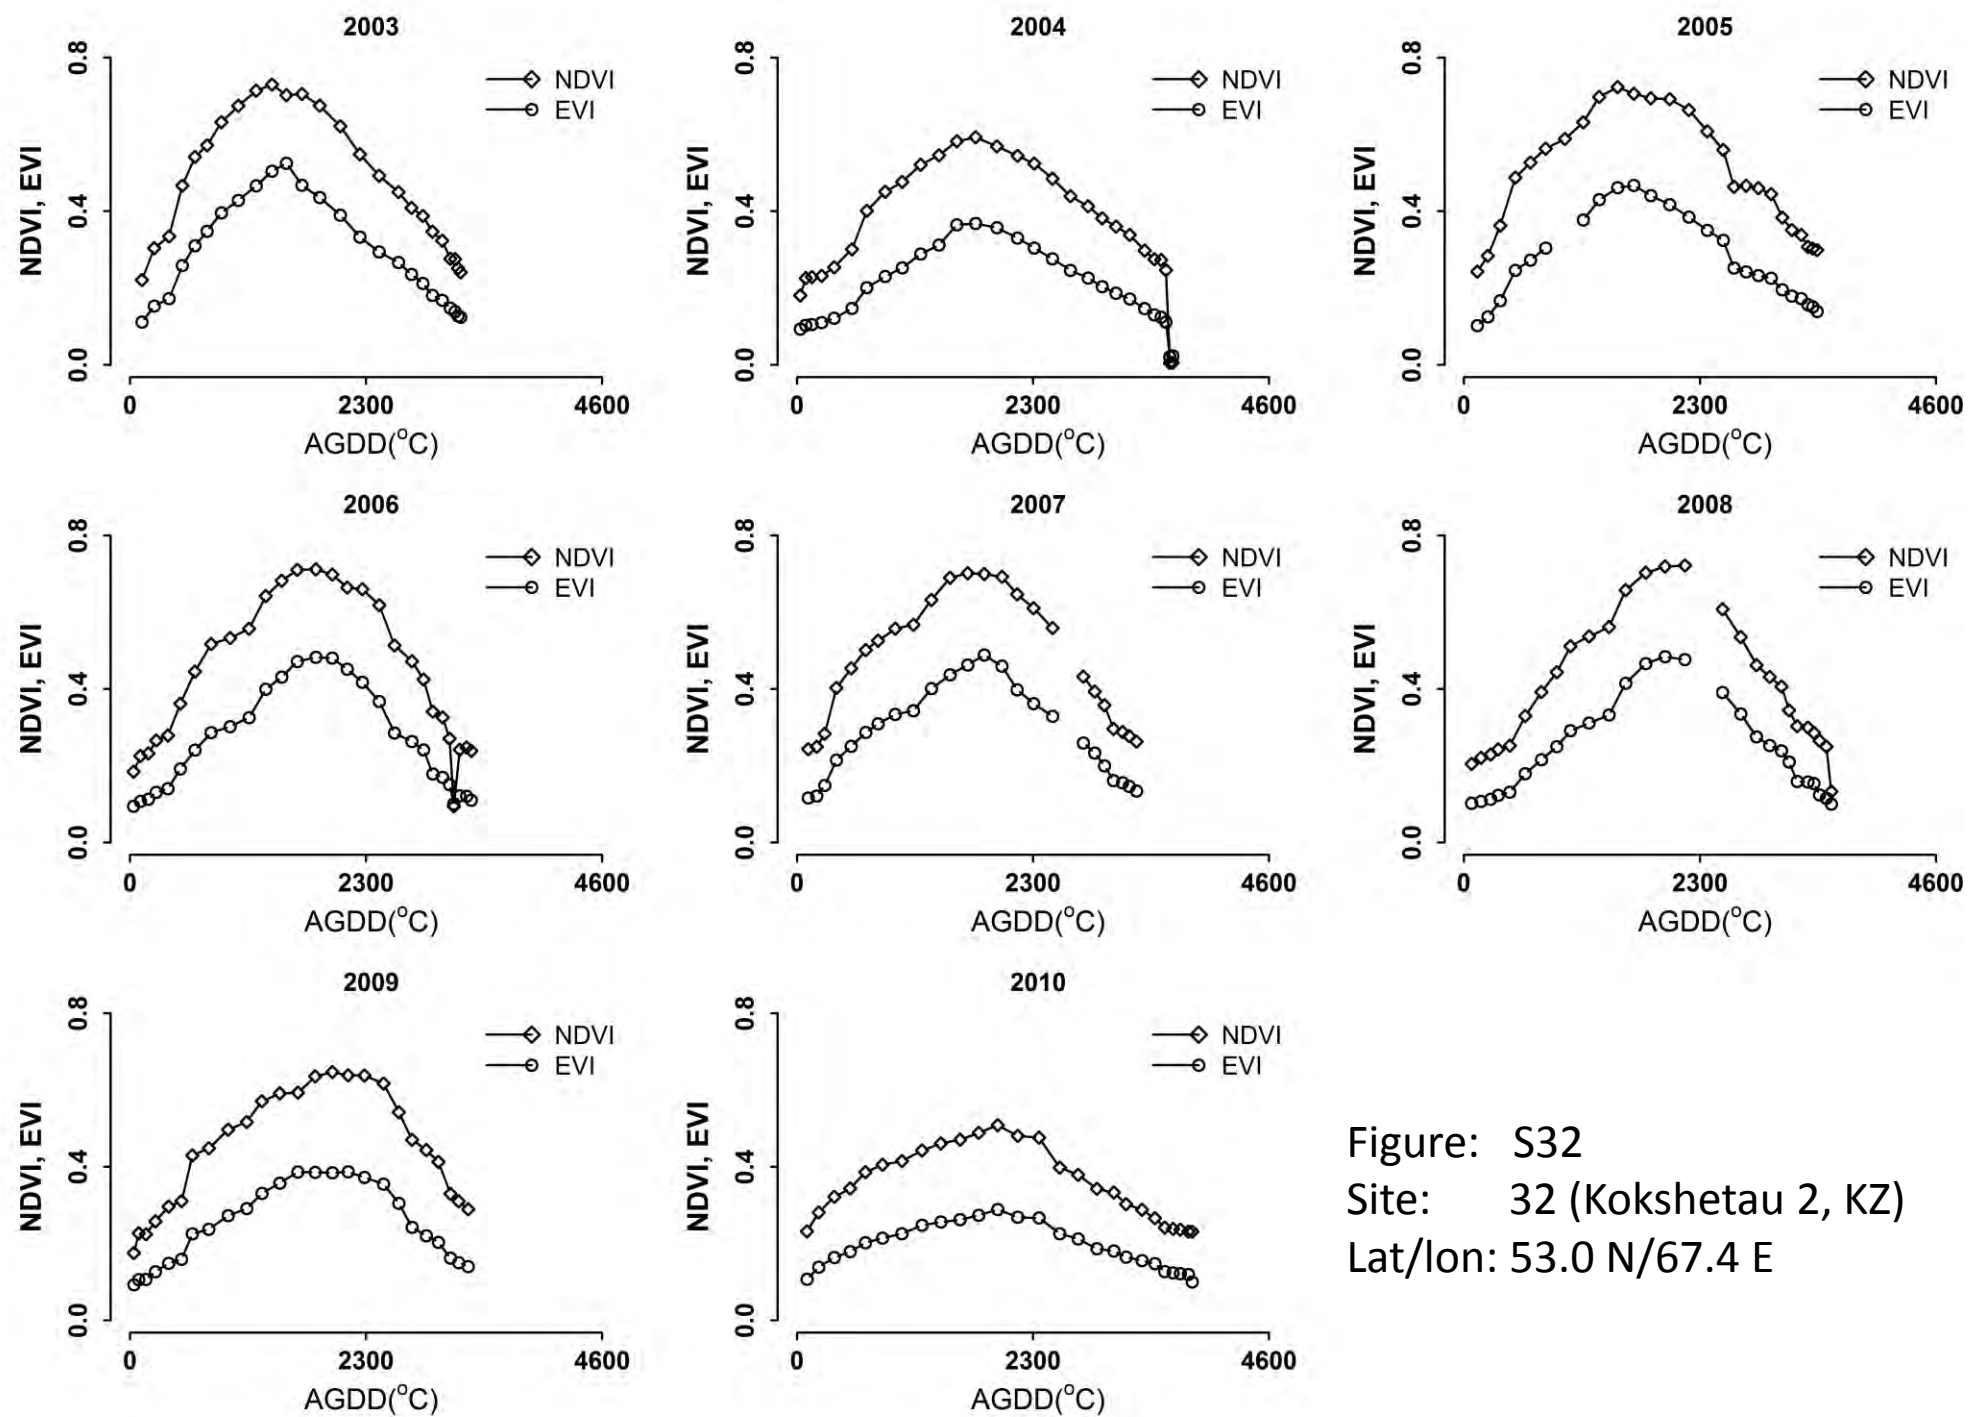 2003
NDVI, EVI
0.8
0.4
0.0
NDVI
EVI
0 2300 4600
AGDD(°C)
2004
NDVI, EVI
0.8
0.4
0.0
NDVI
EVI
0 2300 4600
AGDD(°C)
2005
NDVI, EVI
0.8
0.4
0.0
NDVI
EVI
0 2300 4600
AGDD(°C)
2006
NDVI, EVI
0.8
0.4
0.0
NDVI
EVI
0 2300 4600
AGDD(°C)
2007
NDVI, EVI
0.8
0.4
0.0
NDVI
EVI
0 2300 4600
AGDD(°C)
2008
NDVI, EVI
0.8
0.4
0.0
NDVI
EVI
0 2300 4600
AGDD(°C)
2009
NDVI, EVI
0.8
0.4
0.0
NDVI
EVI
0 2300 4600
AGDD(°C)
2010
NDVI, EVI
0.8
0.4
0.0
NDVI
EVI
0 2300 4600
AGDD(°C)
Figure: S32
Site: 32 (Kokshetau 2, KZ)
Lat/lon: 53.0 N/67.4 E